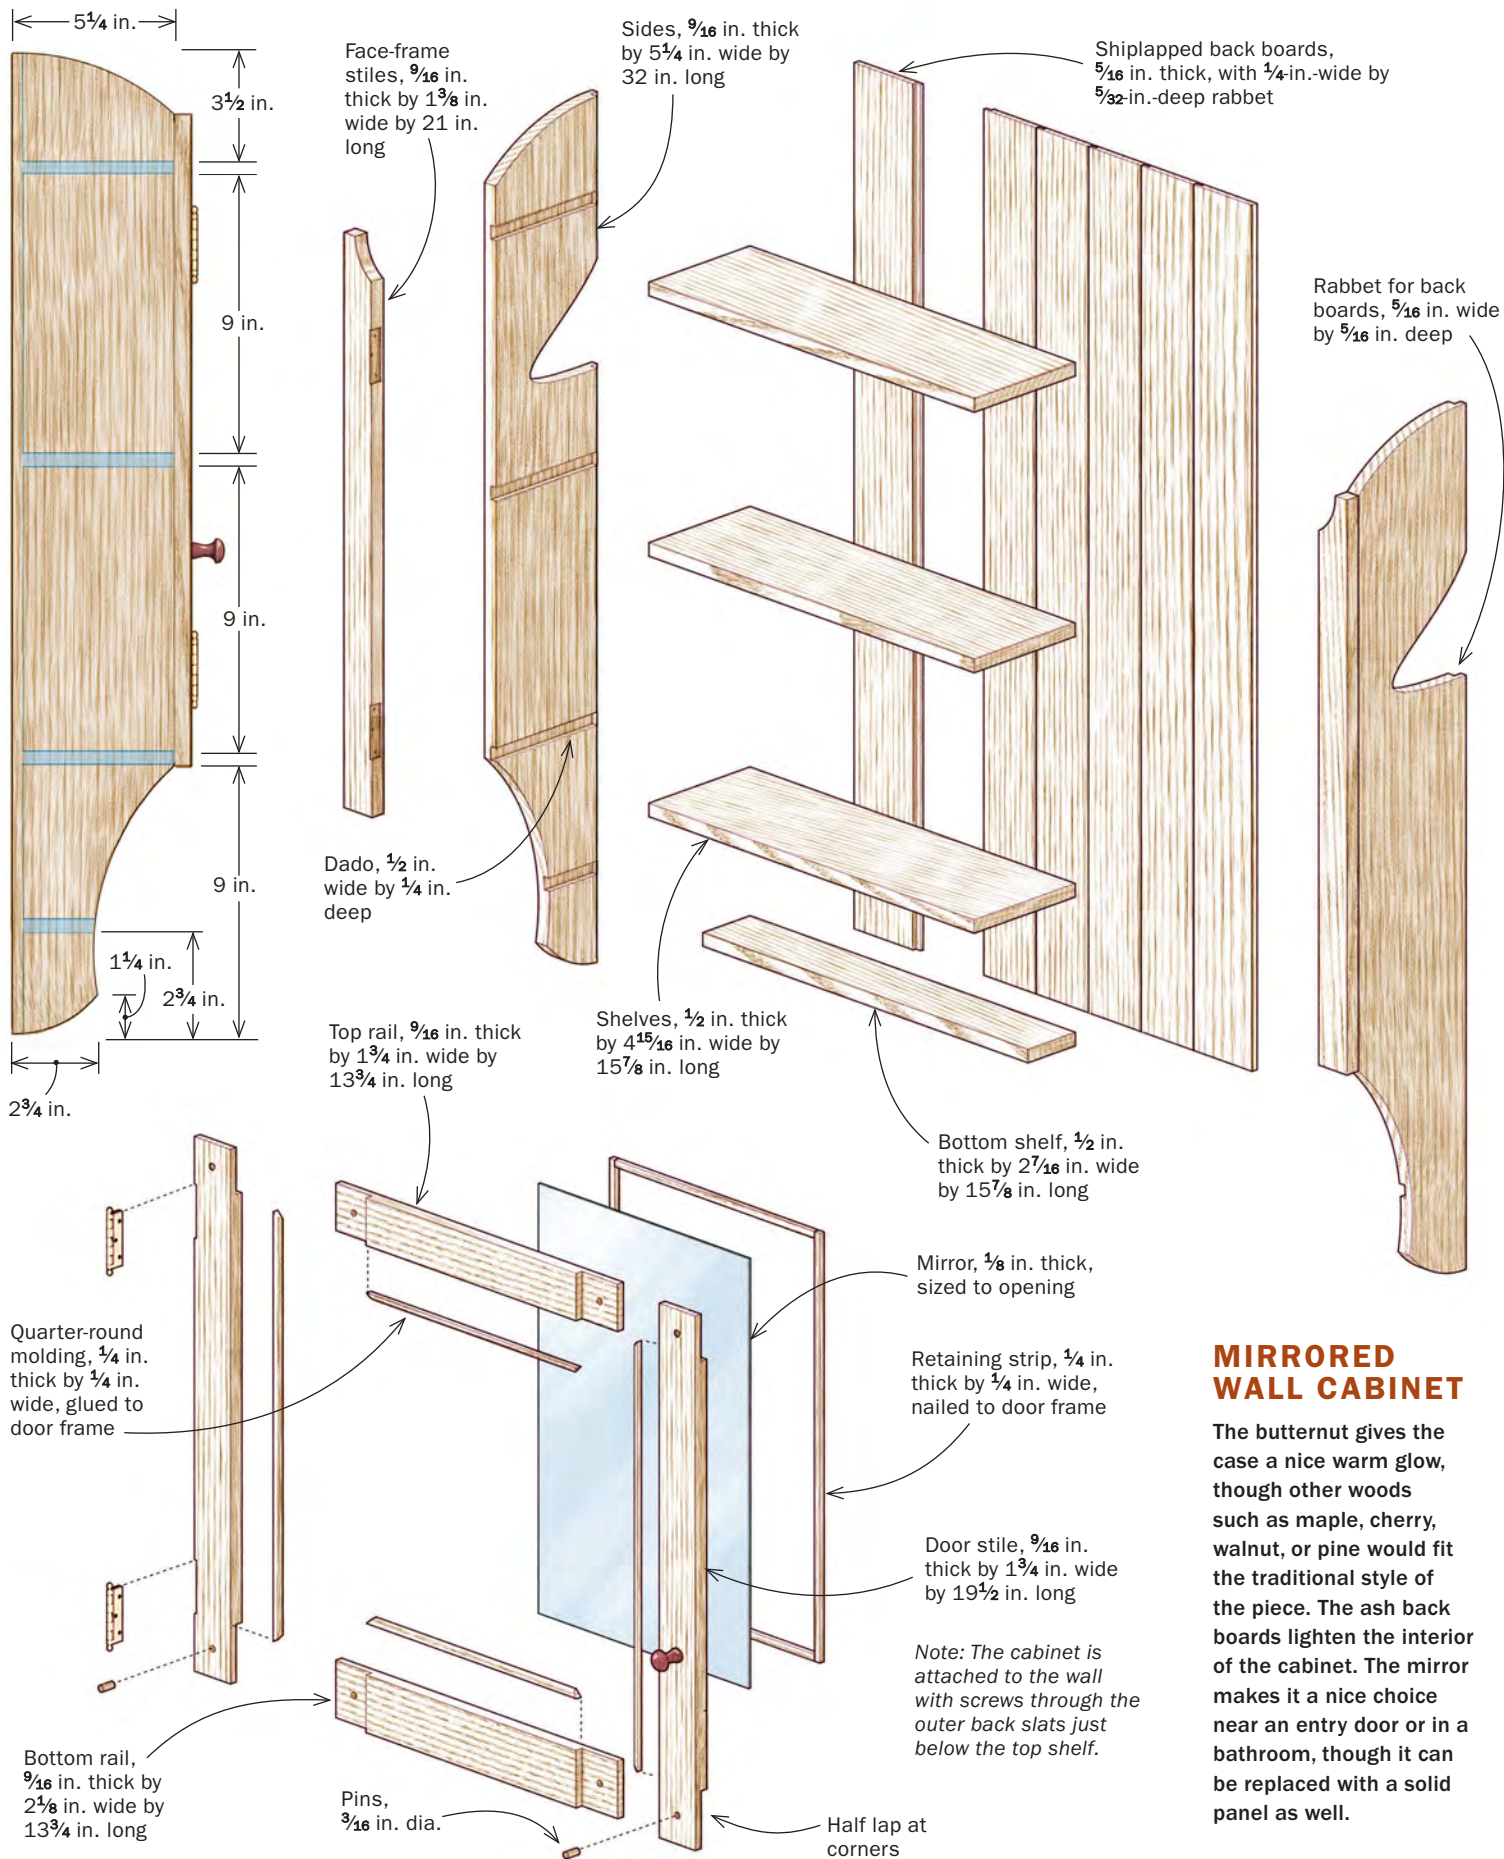 5¼ in.
3½ in.
9 in.
9 in.
9 in.
1¼ in.
2¾ in.
2¾ in.
Face-frame
stiles, 9⁄16 in.
thick by 1⅜ in.
wide by 21 in.
long
Sides, 9⁄16 in. thick
by 5¼ in. wide by
32 in. long
Shiplapped back boards,
5⁄16 in. thick, with ¼-in.-wide by
5⁄32-in.-deep rabbet
Rabbet for back
boards, 5⁄16 in. wide
by 5⁄16 in. deep
Dado, ½ in.
wide by ¼ in.
deep
Shelves, ½ in. thick
by 4 15⁄16 in. wide by
15⅞ in. long
Bottom shelf, ½ in.
thick by 2 7⁄16 in. wide
by 15⅞ in. long
Top rail, 9⁄16 in. thick
by 1¾ in. wide by
13¾ in. long
Mirror, ⅛ in. thick,
sized to opening
Quarter-round
molding, ¼ in.
thick by ¼ in.
wide, glued to
door frame
Retaining strip, ¼ in.
thick by ¼ in. wide,
nailed to door frame
Door stile, 9⁄16 in.
thick by 1¾ in. wide
by 19½ in. long
Note: The cabinet is
attached to the wall
with screws through the
outer back slats just
below the top shelf.
Bottom rail,
9⁄16 in. thick by
2⅛ in. wide by
13¾ in. long
Pins,
3⁄16 in. dia.
Half lap at
corners
MIRRORED
WALL CABINET
The butternut gives the
case a nice warm glow,
though other woods
such as maple, cherry,
walnut, or pine would fit
the traditional style of
the piece. The ash back
boards lighten the interior
of the cabinet. The mirror
makes it a nice choice
near an entry door or in a
bathroom, though it can
be replaced with a solid
panel as well.